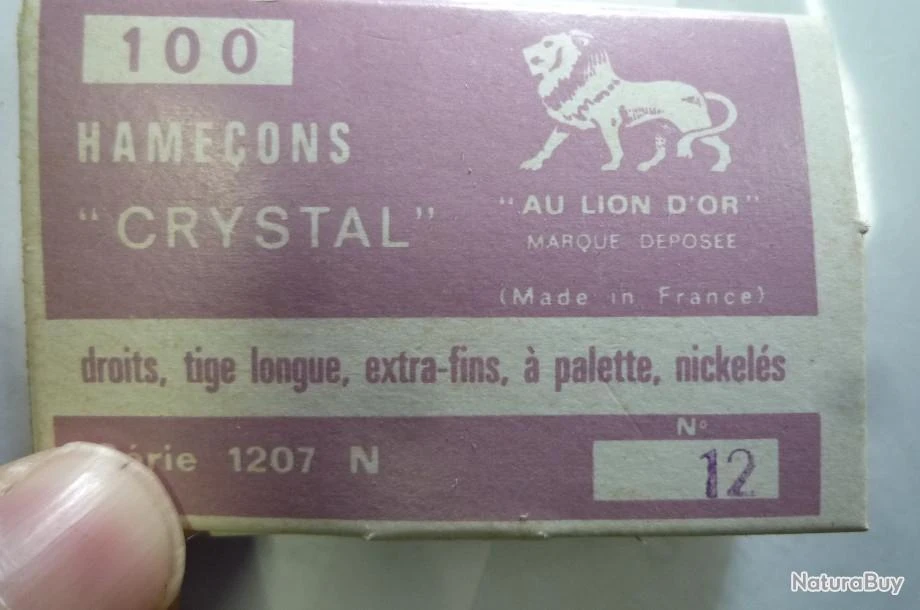 100
HAMEÇONS
"CRYSTAL"
"AU LION D'OR"
MARQUE DEPOSEE
(Made in France)
droits, tige longue, extra-fins, à palette, nickelés
1207 N
N°
12
NaturaBuy